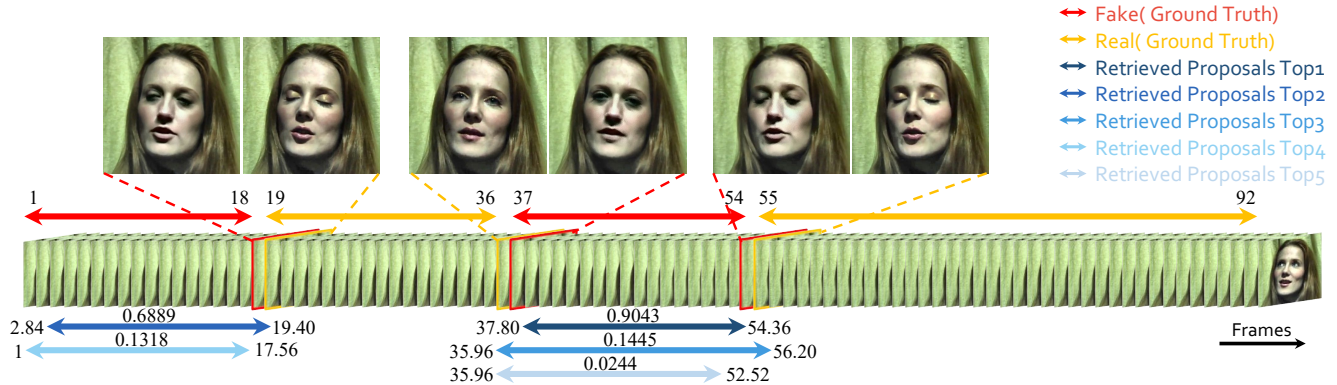 Fake( Ground Truth)
Real( Ground Truth)
Retrieved Proposals Top1
Retrieved Proposals Top2
Retrieved Proposals Top3
Retrieved Proposals Top4
Retrieved Proposals Top5
1 18 19 36 37 54 55 92
2.84 0.6889 19.40 37.80 0.9043 54.36
1 0.1318 17.56 35.96 0.1445 56.20
35.96 0.0244 52.52
Frames